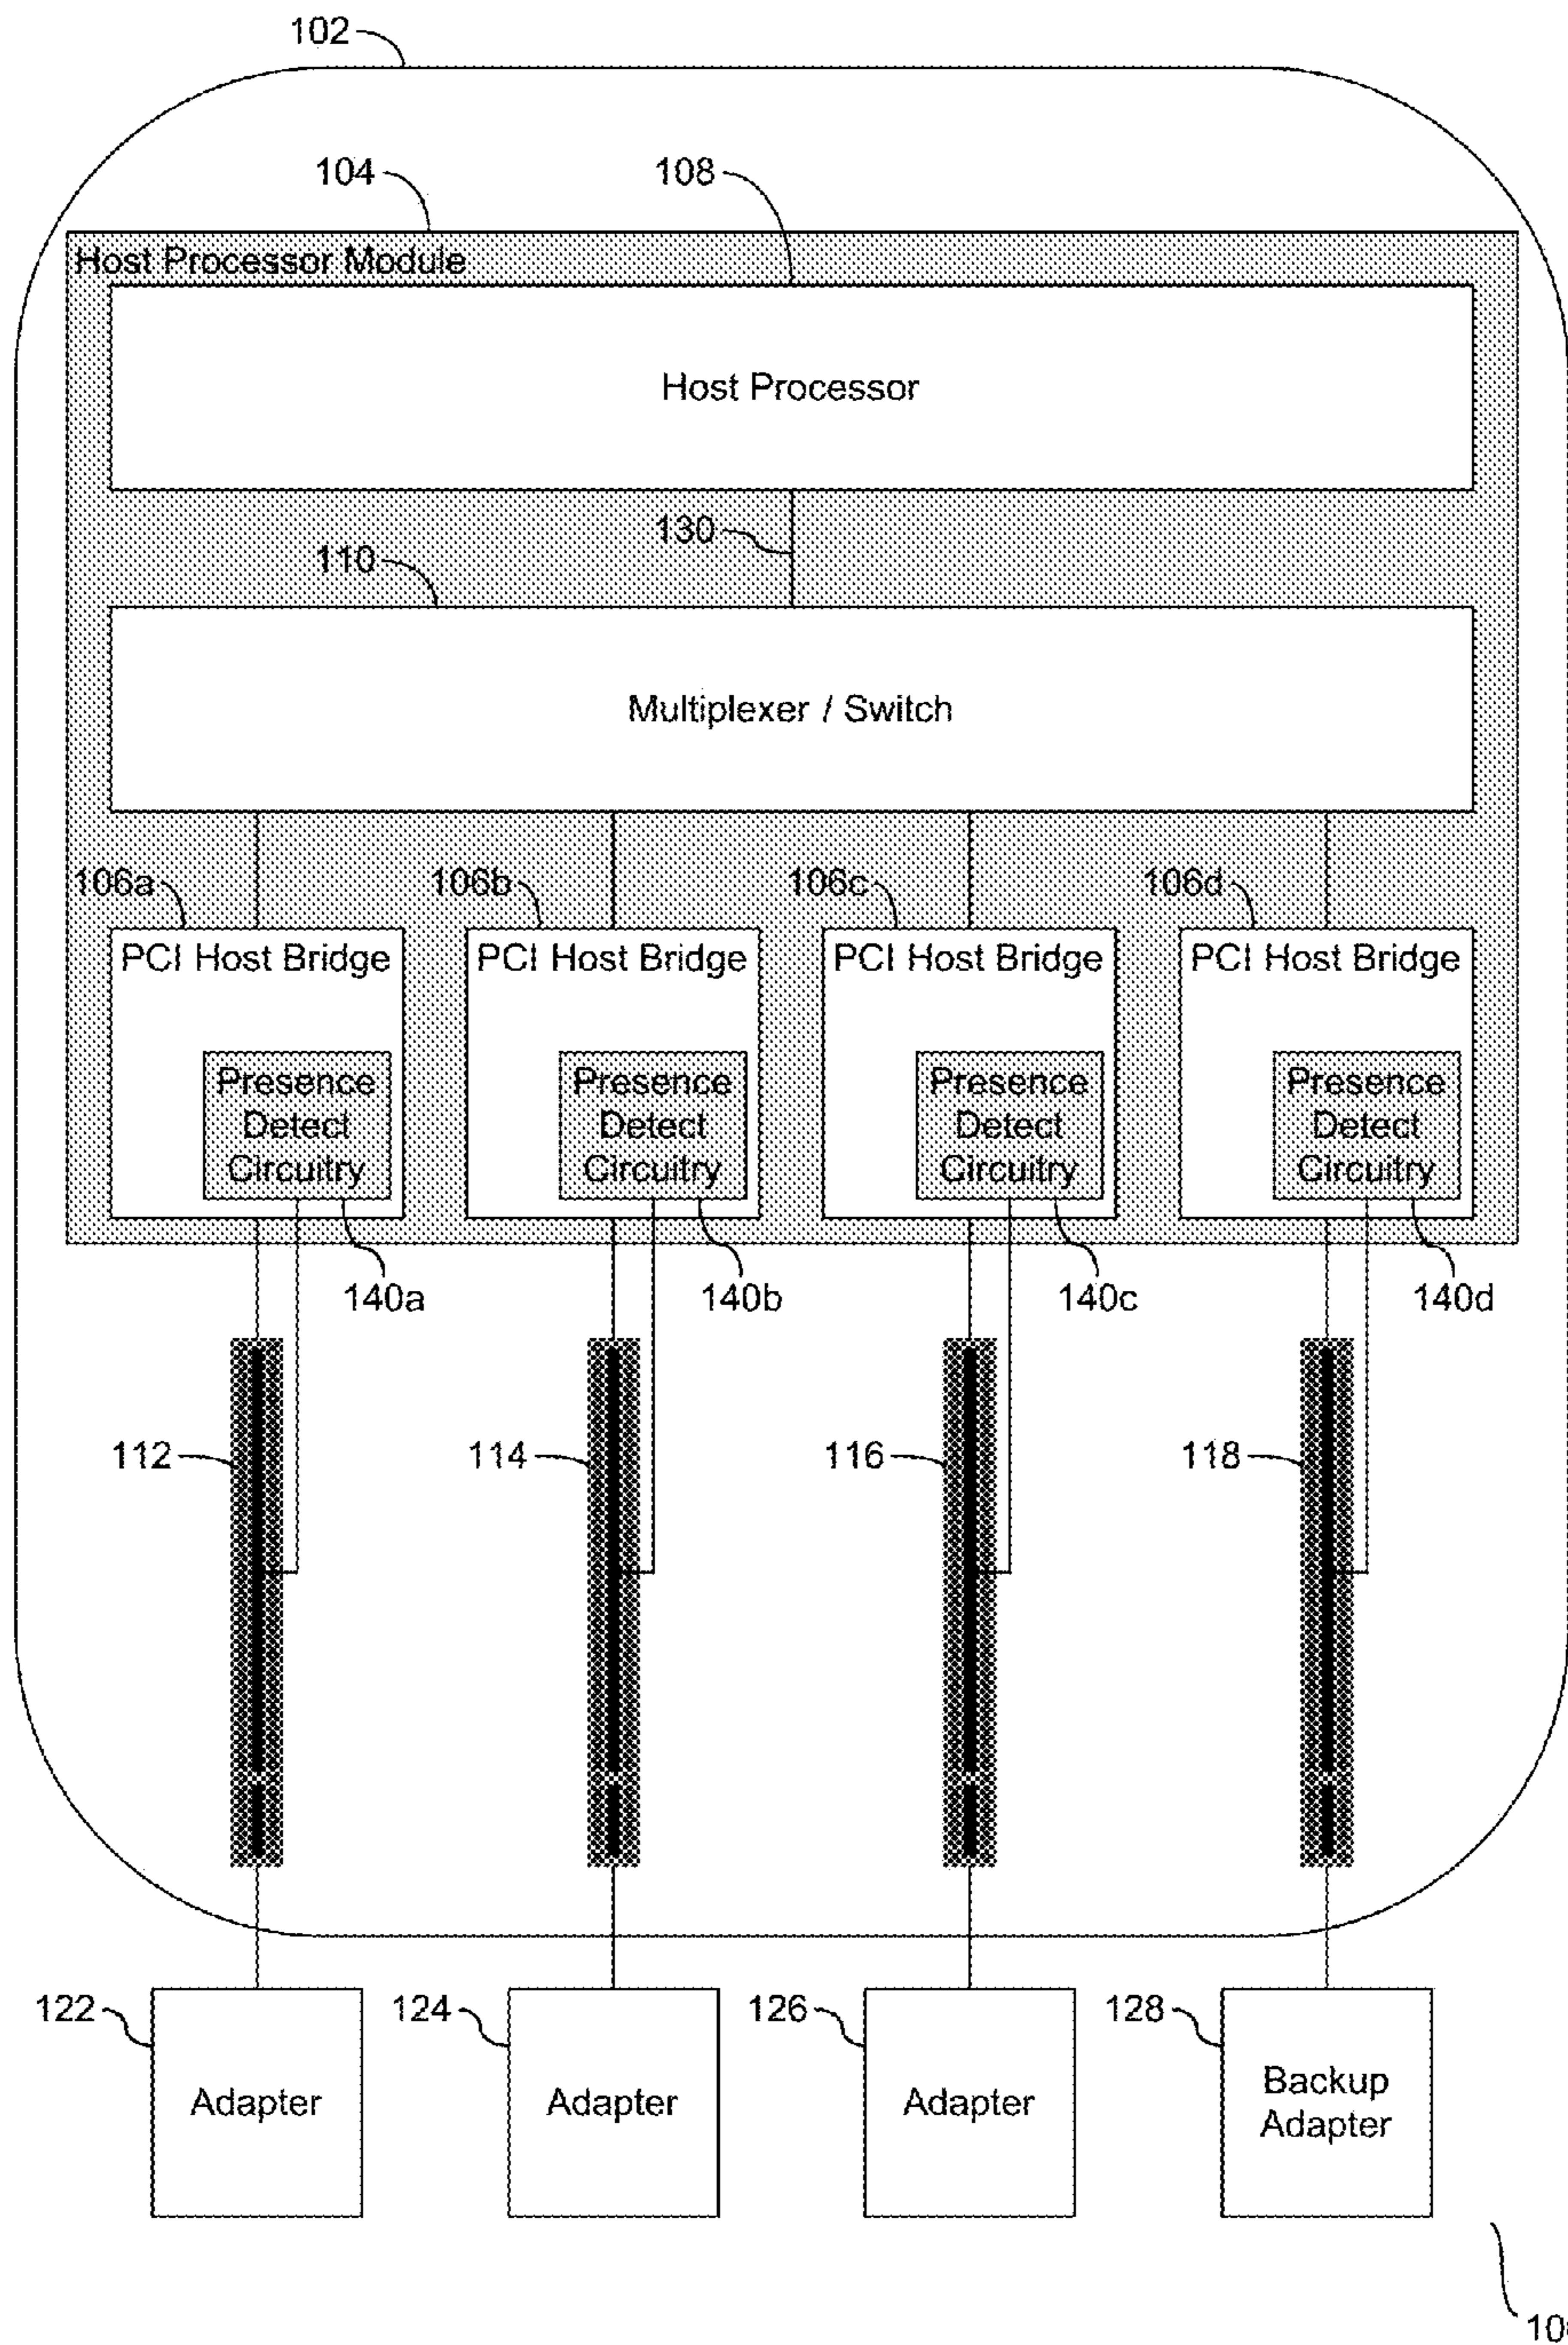 102
104
108
Host Processor Module
Host Processor
130
110
Multiplexer / Switch
106a
106b
106c
106d
PCI Host Bridge
PCI Host Bridge
PCI Host Bridge
PCI Host Bridge
Presence
Detect
Circuitry
Presence
Detect
Circuitry
Presence
Detect
Circuitry
Presence
Detect
Circuitry
140a
140b
140c
140d
112
114
116
118
122
124
126
128
Adapter
Adapter
Adapter
Backup
Adapter